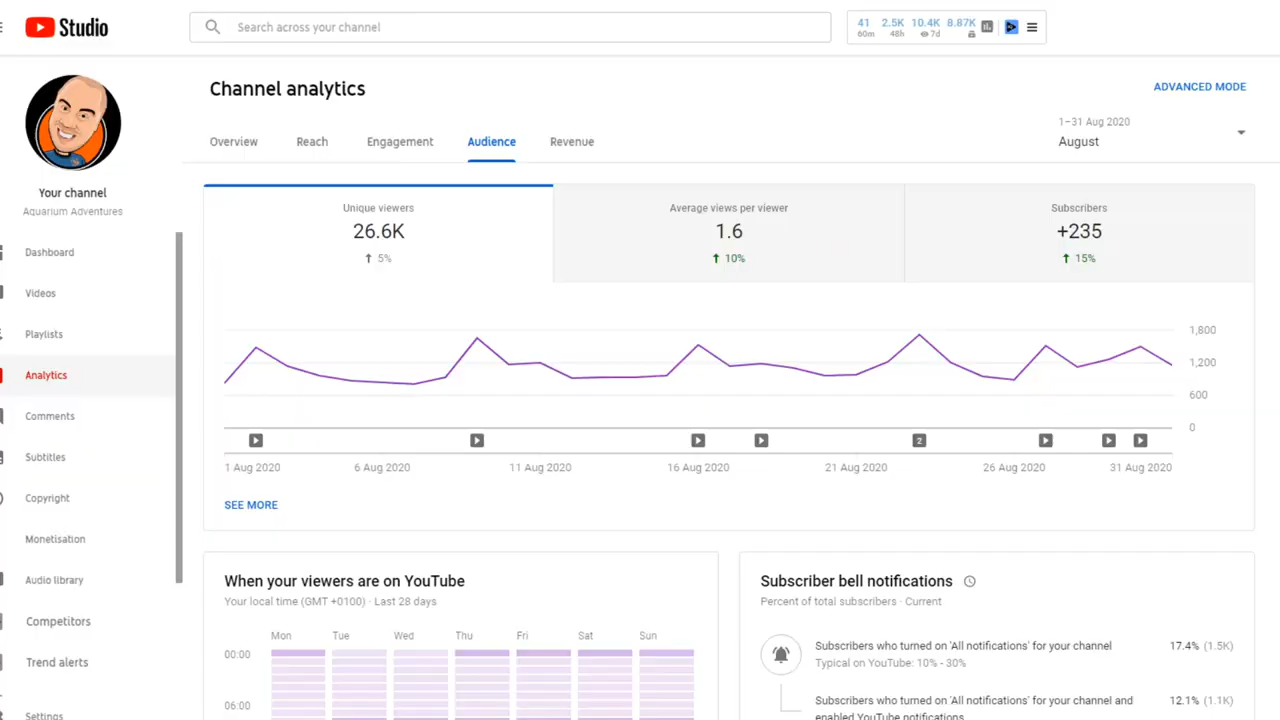 Studio
Search across your channel
41 2.5K 10.4K 8.87K
60m 48h 7d
Channel analytics
ADVANCED MODE
1–31 Aug 2020
August
Overview Reach Engagement Audience Revenue
Your channel
Aquarium Adventures
Dashboard
Videos
Playlists
Analytics
Comments
Subtitles
Copyright
Monetisation
Audio library
Competitors
Trend alerts
Settings
Unique viewers
26.6K
5%
Average views per viewer
1.6
10%
Subscribers
+235
15%
1,800
1,200
600
0
2
1 Aug 2020 6 Aug 2020 11 Aug 2020 16 Aug 2020 21 Aug 2020 26 Aug 2020 31 Aug 2020
SEE MORE
When your viewers are on YouTube
Your local time (GMT +0100) · Last 28 days
Mon Tue Wed Thu Fri Sat Sun
00:00
06:00
Subscriber bell notifications
Percent of total subscribers · Current
Subscribers who turned on 'All notifications' for your channel 17.4% (1.5K)
Typical on YouTube: 10% - 30%
Subscribers who turned on 'All notifications' for your channel and 12.1% (1.1K)
enabled YouTube notifications